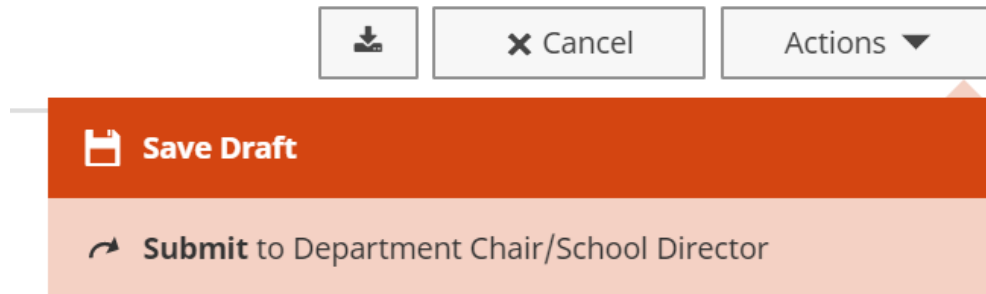 Cancel
Actions
Save Draft
Submit to Department Chair/School Director